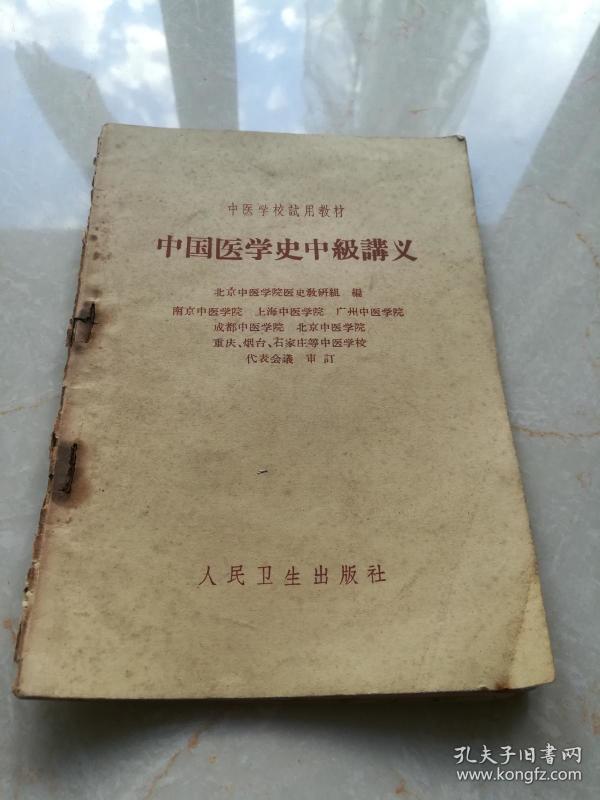 中医学校試用教材
中国医学史中級講义
北京中医学院医史教研組 編
南京中医学院 上海中医学院 广州中医学院
成都中医学院 北京中医学院
重庆、烟台、石家庄等中医学校
代表会議 审訂
人民卫生出版社
孔夫子旧书网
www.kongfz.com